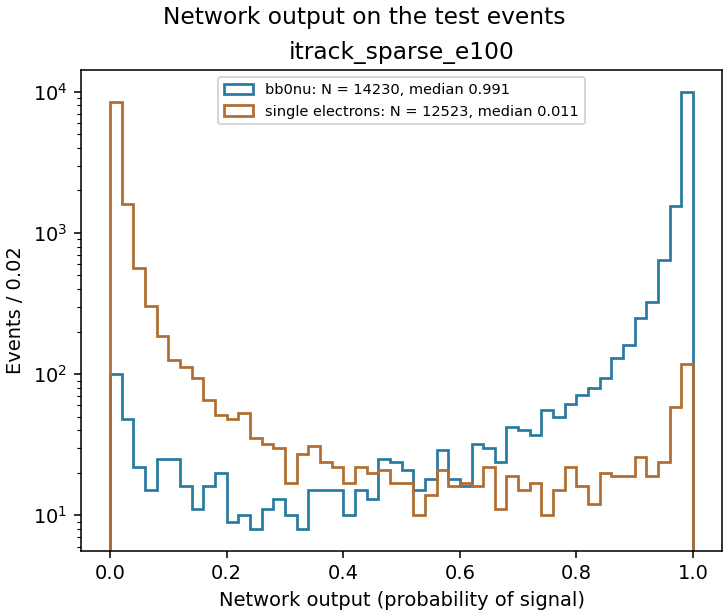 Network output on the test events
itrack_sparse_e100
bb0nu: N = 14230, median 0.991
single electrons: N = 12523, median 0.011
10⁴
10³
10²
10¹
Events / 0.02
0.0 0.2 0.4 0.6 0.8 1.0
Network output (probability of signal)